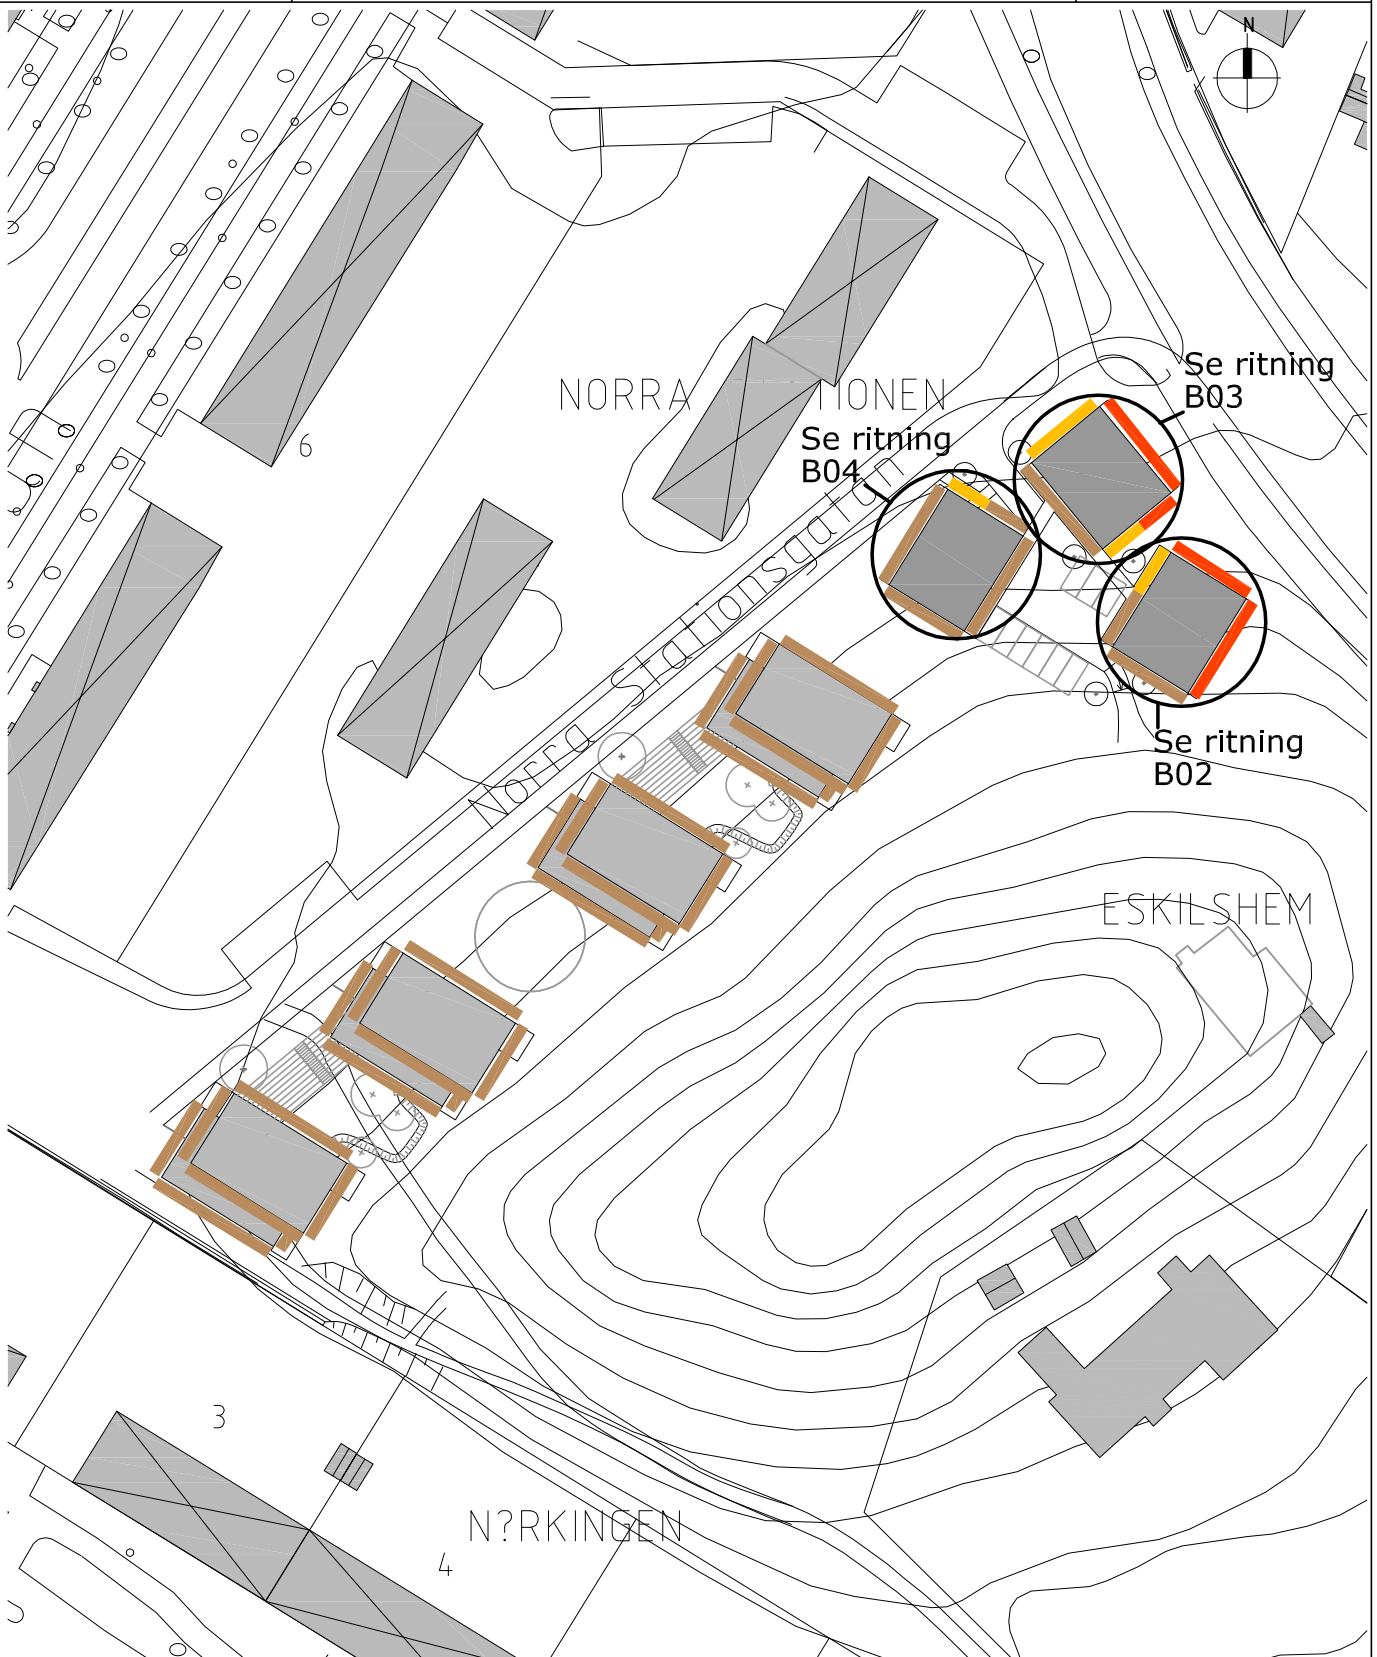 N
Se ritning
B03
NORRA
TIONEN
Se ritning
B04
6
Norra Stationsgatan
Se ritning
B02
ESKILSHEM
3
N?RKINGEN
4